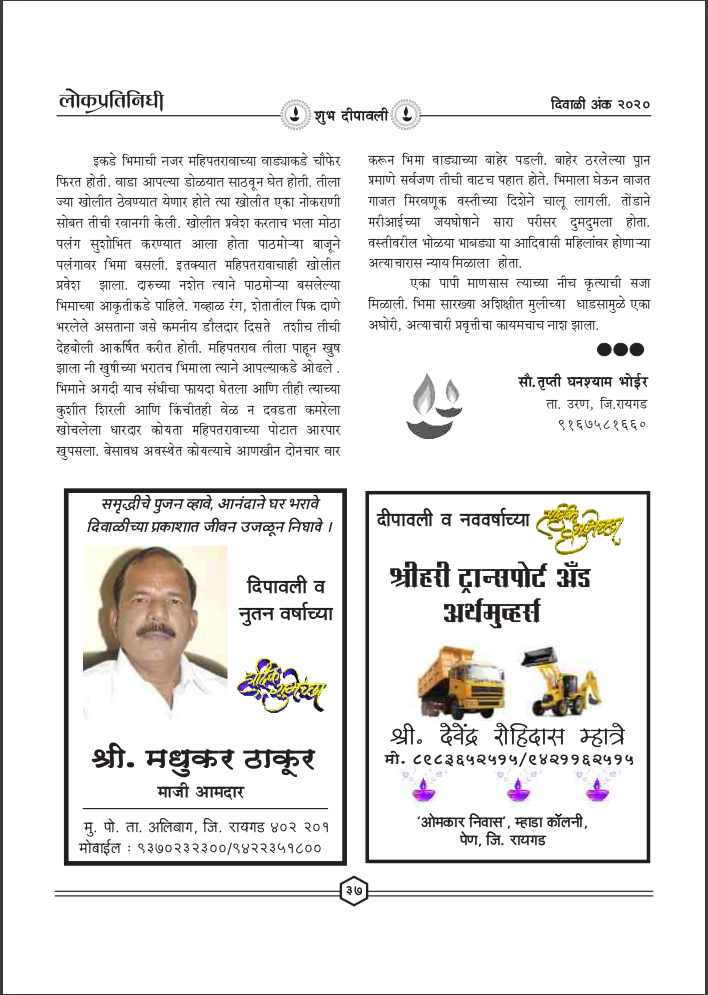 लोकप्रतिनिधी
शुभ दीपावली
दिवाळी अंक २०२०
इकडे भिमाची नजर महिपतरावाच्या वाड्याकडे चौफेर
फिरत होती. वाडा आपल्या डोळयात साठवून घेत होती. तीला
ज्या खोलीत ठेवण्यात येणार होते त्या खोलीत एका नोकराणी
सोबत तीची रवानगी केली. खोलीत प्रवेश करताच भला मोठा
पलंग सुशोभित करण्यात आला होता पाठमोऱ्या बाजूने
पलंगावर भिमा बसली. इतक्यात महिपतरावाचाही खोलीत
प्रवेश झाला. दारुच्या नशेत त्याने पाठमोऱ्या बसलेल्या
भिमाच्या आकृतीकडे पाहिले. गव्हाळ रंग, शेतातील पिक दाणे
भरलेले असताना जसे कमनीय डौलदार दिसते तशीच तीची
देहबोली आकर्षित करीत होती. महिपतराव तीला पाहून खुष
झाला नी खुषीच्या भरातच भिमाला त्याने आपल्याकडे ओढले .
भिमाने अगदी याच संधीचा फायदा घेतला आणि तीही त्याच्या
कुशीत शिरली आणि किंचीतही वेळ न दवडता कमरेला
खोचलेला धारदार कोयता महिपतरावाच्या पोटात आरपार
खुपसला. बेसावध अवस्थेत कोयत्याचे आणखीन दोनचार वार
करून भिमा वाड्याच्या बाहेर पडली. बाहेर ठरलेल्या प्लान
प्रमाणे सर्वजण तीची वाटच पहात होते. भिमाला घेऊन वाजत
गाजत मिरवणूक वस्तीच्या दिशेने चालू लागली. तोंडाने
मरीआईच्या जयघोषाने सारा परीसर दुमदुमला होता.
वस्तीवरील भोळया भाबड्या या आदिवासी महिलांवर होणाऱ्या
अत्याचारास न्याय मिळाला होता.
एका पापी माणसास त्याच्या नीच कृत्याची सजा
मिळाली. भिमा सारख्या अशिक्षीत मुलीच्या धाडसामुळे एका
अघोरी, अत्याचारी प्रवृत्तीचा कायमचाच नाश झाला.
सौ.तृप्ती घनश्याम भोईर
ता. उरण, जि.रायगड
९१६७५८१६६०
समृद्धीचे पुजन व्हावे, आनंदाने घर भरावे
दिवाळीच्या प्रकाशात जीवन उजळून निघावे ।
दिपावली व
नुतन वर्षाच्या
हार्दिक शुभेच्छा
श्री. मधुकर ठाकूर
माजी आमदार
मु. पो. ता. अलिबाग, जि. रायगड ४०२ २०१
मोबाईल : ९३७०२३२३००/९४२२३५१८००
दीपावली व नववर्षाच्या
हार्दिक शुभेच्छा
श्रीहरी ट्रान्सपोर्ट अँड
अर्थमुव्हर्स
श्री. देवेंद्र रोहिदास म्हात्रे
मो. ८९८३६५२५१५/९४२११६२५१५
'ओमकार निवास', म्हाडा कॉलनी,
पेण, जि. रायगड
३७